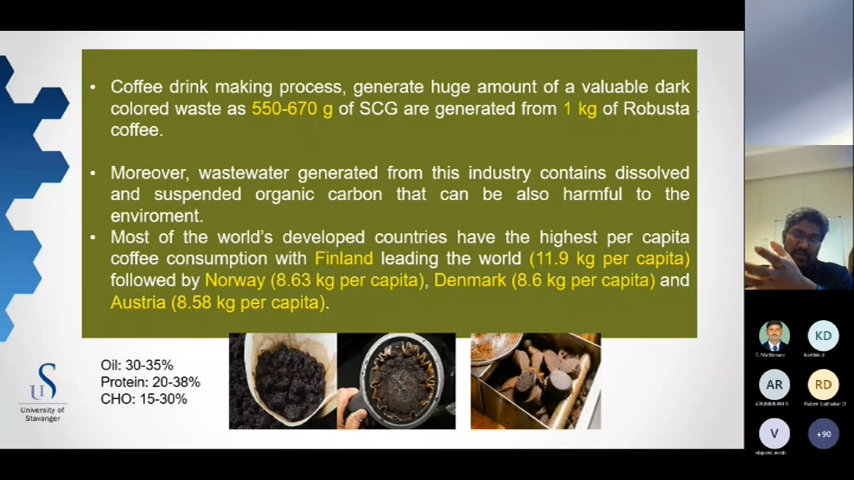 • Coffee drink making process, generate huge amount of a valuable dark
colored waste as 550-670 g of SCG are generated from 1 kg of Robusta
coffee.
• Moreover, wastewater generated from this industry contains dissolved
and suspended organic carbon that can be also harmful to the
enviroment.
• Most of the world's developed countries have the highest per capita
coffee consumption with Finland leading the world (11.9 kg per capita)
followed by Norway (8.63 kg per capita), Denmark (8.6 kg per capita) and
Austria (8.58 kg per capita).
Oil: 30-35%
Protein: 20-38%
CHO: 15-30%
US
University of
Stavanger
KD
AR
RD
V
+90